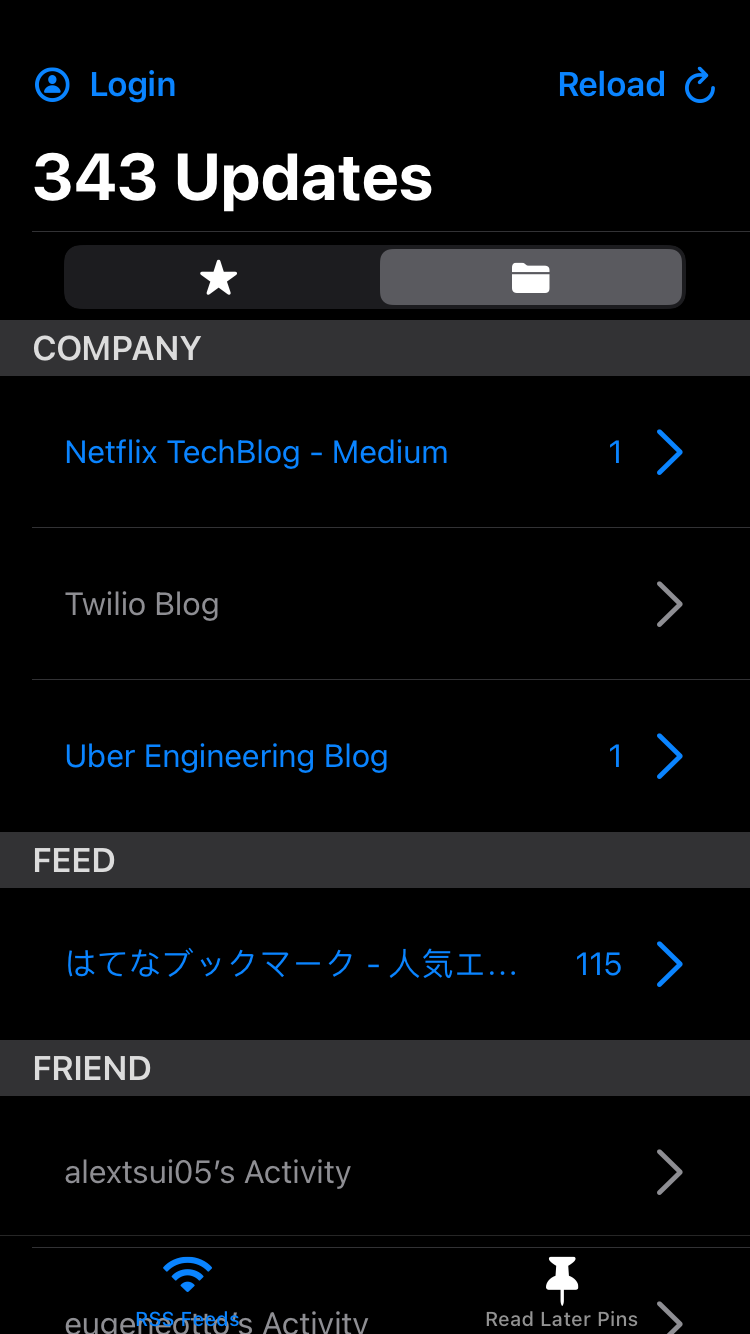 Login
Reload
343 Updates
COMPANY
Netflix TechBlog - Medium 1
Twilio Blog
Uber Engineering Blog 1
FEED
はてなブックマーク - 人気エ... 115
FRIEND
alextsui05's Activity
eugeneotto's Activity
RSS Feeds
Read Later Pins